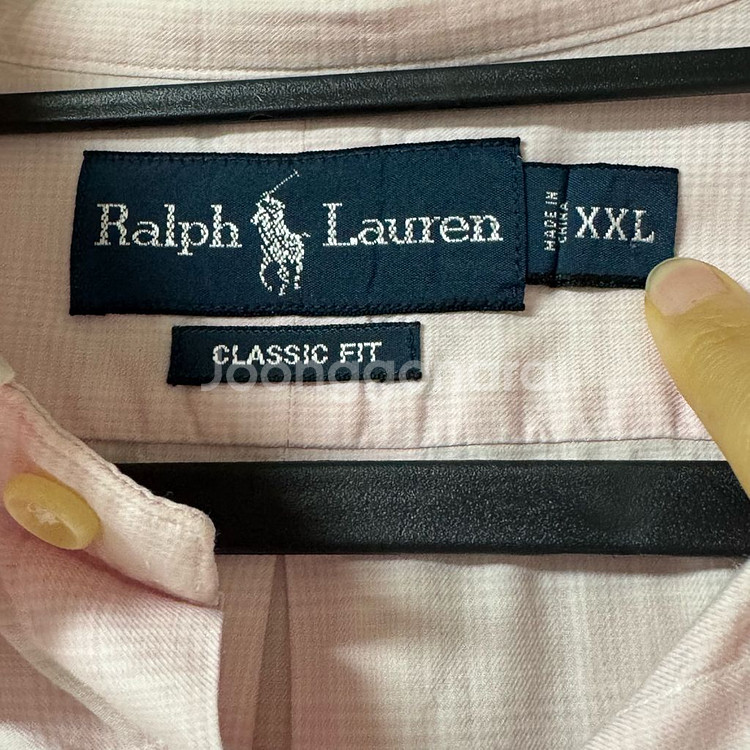 Ralph Lauren
MADE IN
CHINA
XXL
CLASSIC FIT